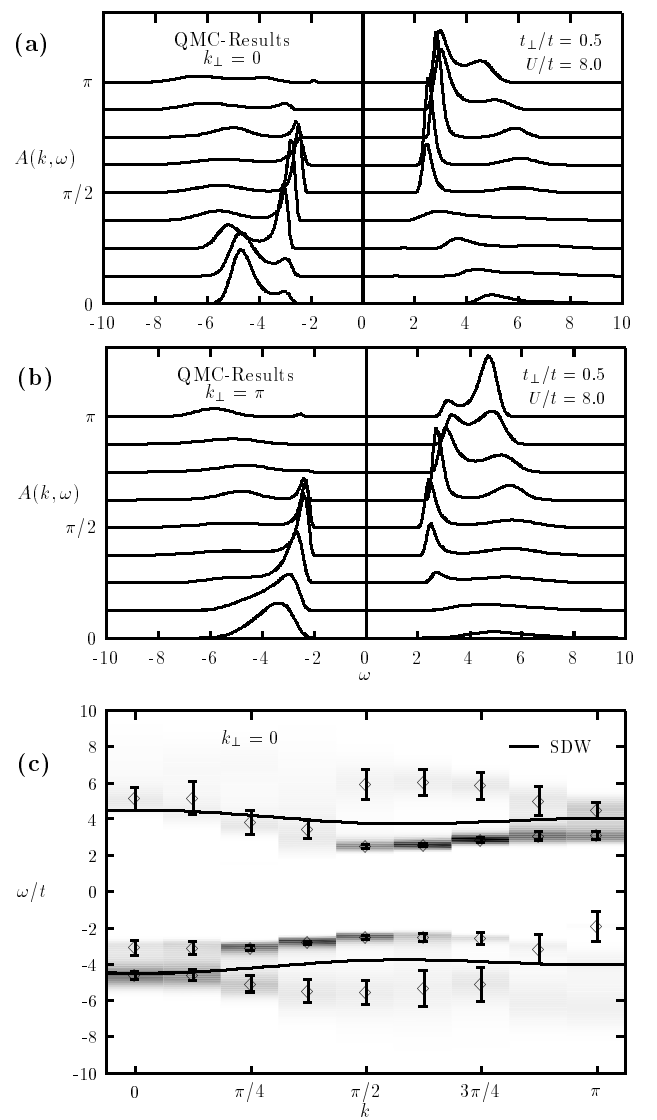 (a)
QMC-Results
k⊥ = 0
t⊥/t = 0.5
U/t = 8.0
π
A(k,ω)
π/2
0
-10 -8 -6 -4 -2 0 2 4 6 8 10
(b)
QMC-Results
k⊥ = π
t⊥/t = 0.5
U/t = 8.0
π
A(k,ω)
π/2
0
-10 -8 -6 -4 -2 0 2 4 6 8 10
ω
(c)
k⊥ = 0
SDW
10
8
6
4
2
0
ω/t
-2
-4
-6
-8
-10
0 π/4 π/2 3π/4 π
k